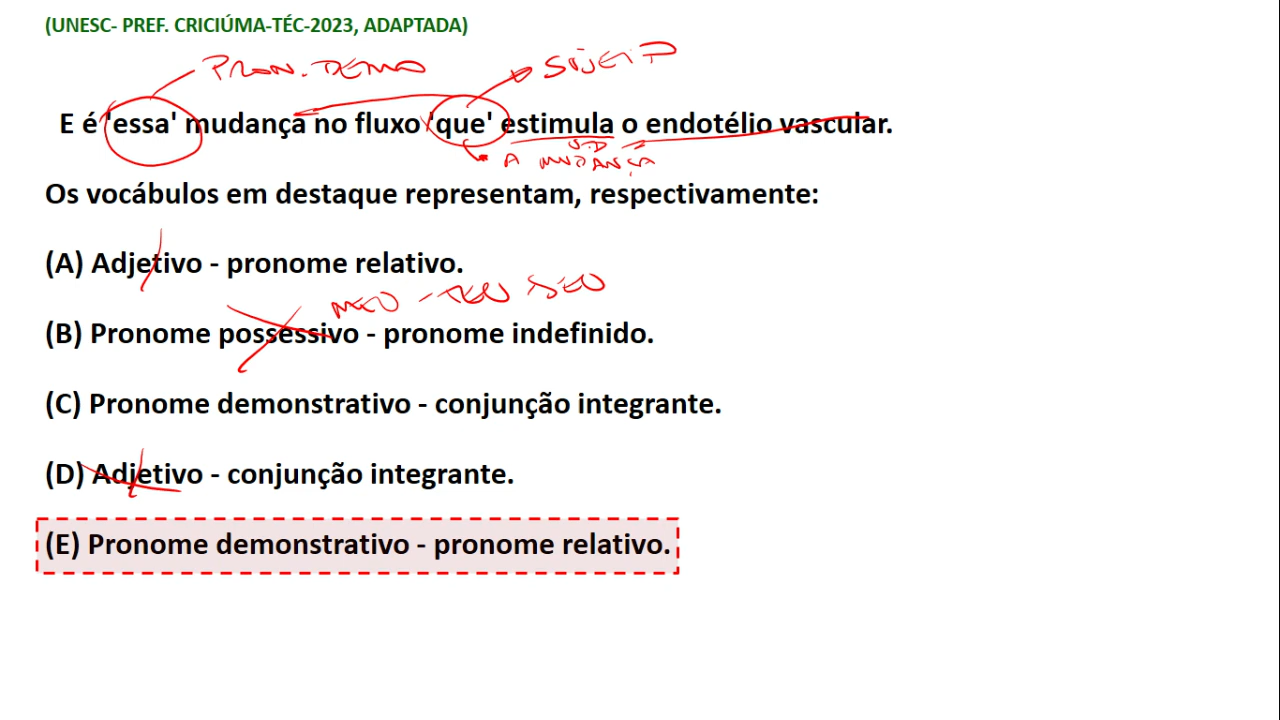 (UNESC- PREF. CRICIÚMA-TÉC-2023, ADAPTADA)
PRON. DEMO
SUJEITO
E é 'essa' mudança no fluxo 'que' estimula o endotélio vascular.
A MUDANÇA
Os vocábulos em destaque representam, respectivamente:
(A) Adjetivo - pronome relativo.
MEU - TEU SEU
(B) Pronome possessivo - pronome indefinido.
(C) Pronome demonstrativo - conjunção integrante.
(D) Adjetivo - conjunção integrante.
(E) Pronome demonstrativo - pronome relativo.